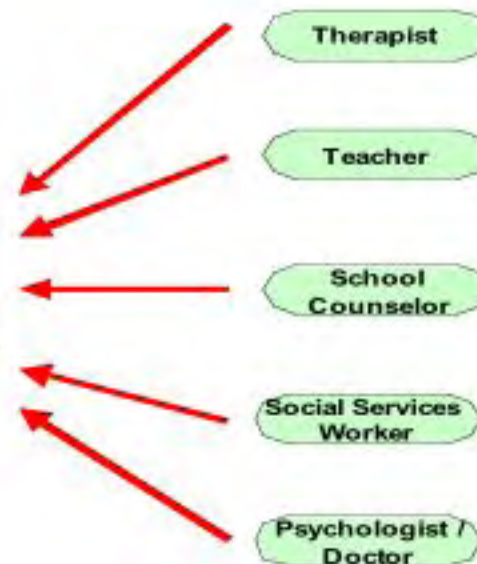 Therapist
Teacher
School
Counselor
Social Services
Worker
Psychologist /
Doctor